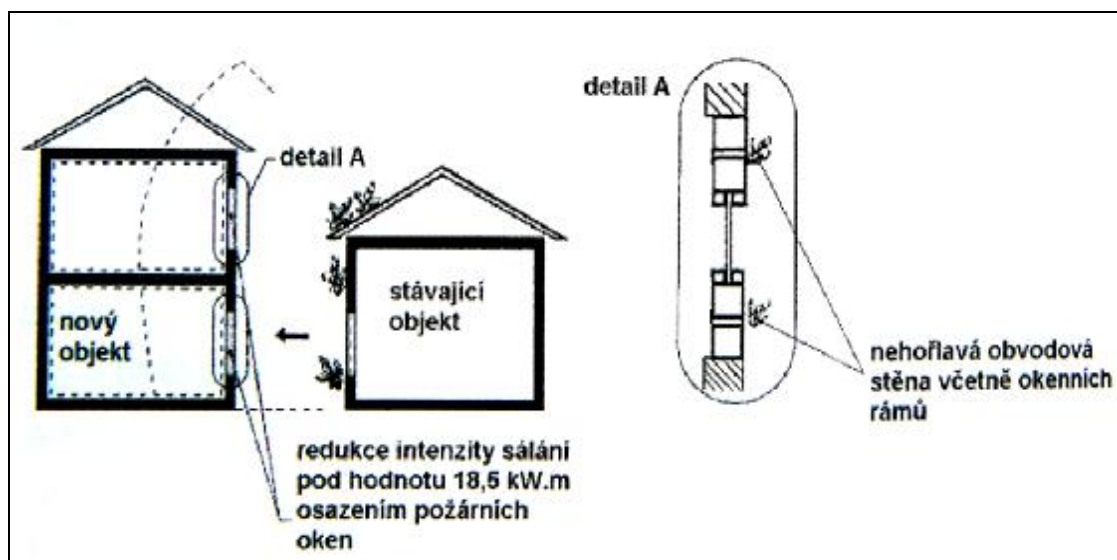 detail A
nový
objekt
stávající
objekt
redukce intenzity sálání
pod hodnotu 18,5 kW.m
osazením požárních
oken
detail A
nehořlavá obvodová
stěna včetně okenních
rámů